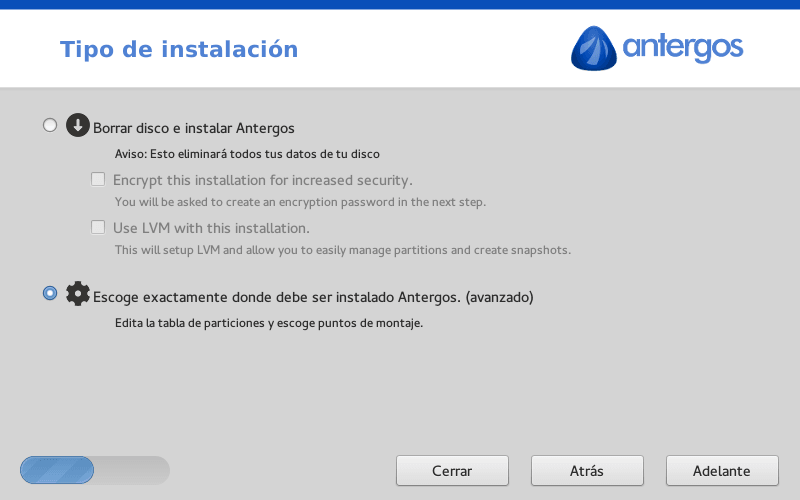 Tipo de instalación
antergos
Borrar disco e instalar Antergos
Aviso: Esto eliminará todos tus datos de tu disco
Encrypt this installation for increased security.
You will be asked to create an encryption password in the next step.
Use LVM with this installation.
This will setup LVM and allow you to easily manage partitions and create snapshots.
Escoge exactamente donde debe ser instalado Antergos. (avanzado)
Edita la tabla de particiones y escoge puntos de montaje.
Cerrar
Atrás
Adelante